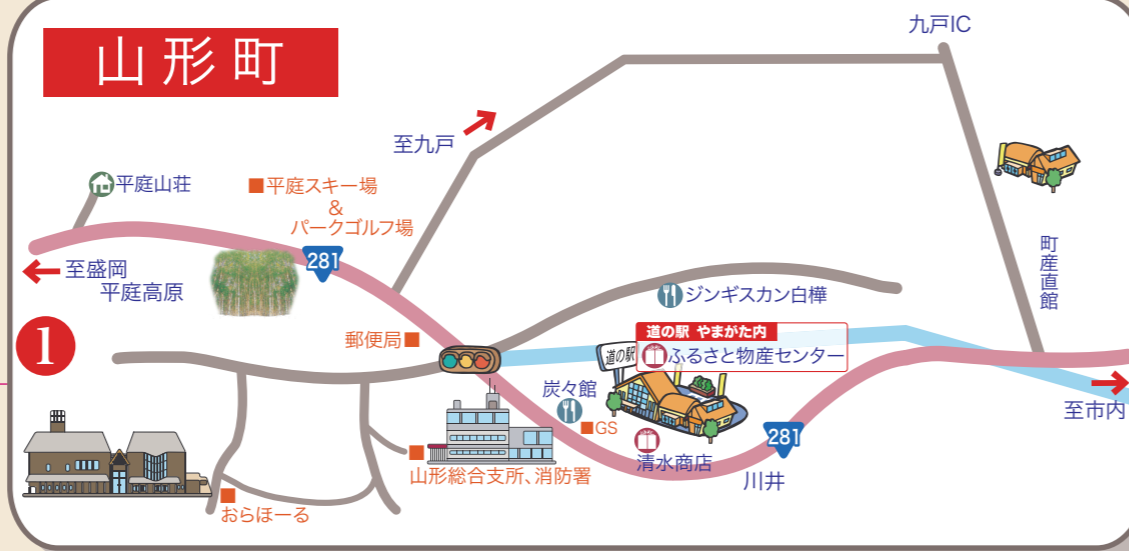 山形町
九戸IC
至九戸
平庭山荘
■平庭スキー場
&
パークゴルフ場
281
至盛岡
平庭高原
町産直館
ジンギスカン白樺
1
郵便局■
道の駅 やまがた内
道の駅
ふるさと物産センター
炭々館
■GS
至市内
清水商店
281
川井
山形総合支所、消防署
おらほーる